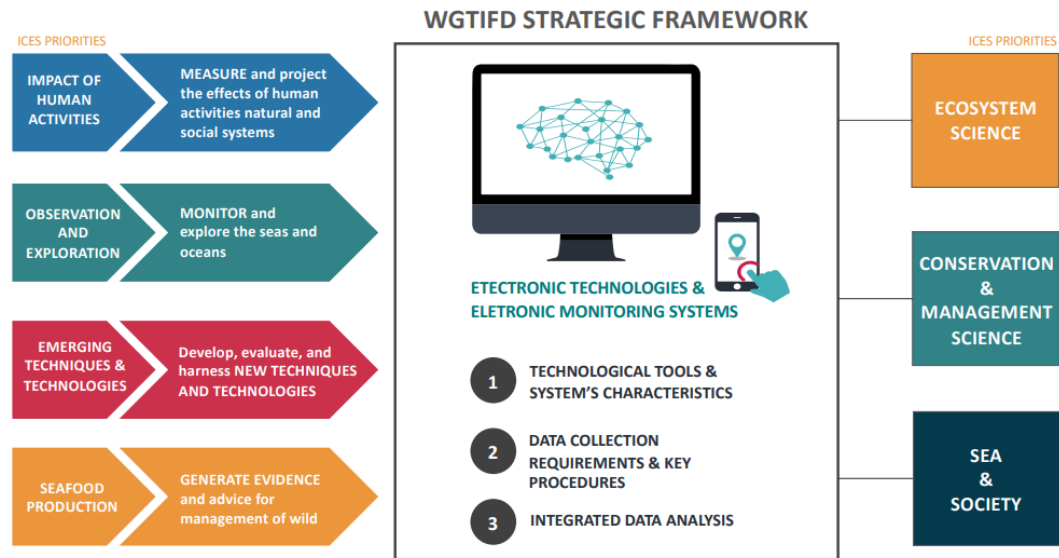 WGTIFD STRATEGIC FRAMEWORK
ICES PRIORITIES
IMPACT OF
HUMAN
ACTIVITIES
MEASURE and project
the effects of human
activities natural and
social systems
OBSERVATION
AND
EXPLORATION
MONITOR and
explore the seas and
oceans
EMERGING
TECHNIQUES &
TECHNOLOGIES
Develop, evaluate, and
harness NEW TECHNIQUES
AND TECHNOLOGIES
SEAFOOD
PRODUCTION
GENERATE EVIDENCE
and advice for
management of wild
ETECTRONIC TECHNOLOGIES &
ELETRONIC MONITORING SYSTEMS
1
TECHNOLOGICAL TOOLS &
SYSTEM'S CHARACTERISTICS
2
DATA COLLECTION
REQUIREMENTS & KEY
PROCEDURES
3
INTEGRATED DATA ANALYSIS
ICES PRIORITIES
ECOSYSTEM
SCIENCE
CONSERVATION
&
MANAGEMENT
SCIENCE
SEA
&
SOCIETY